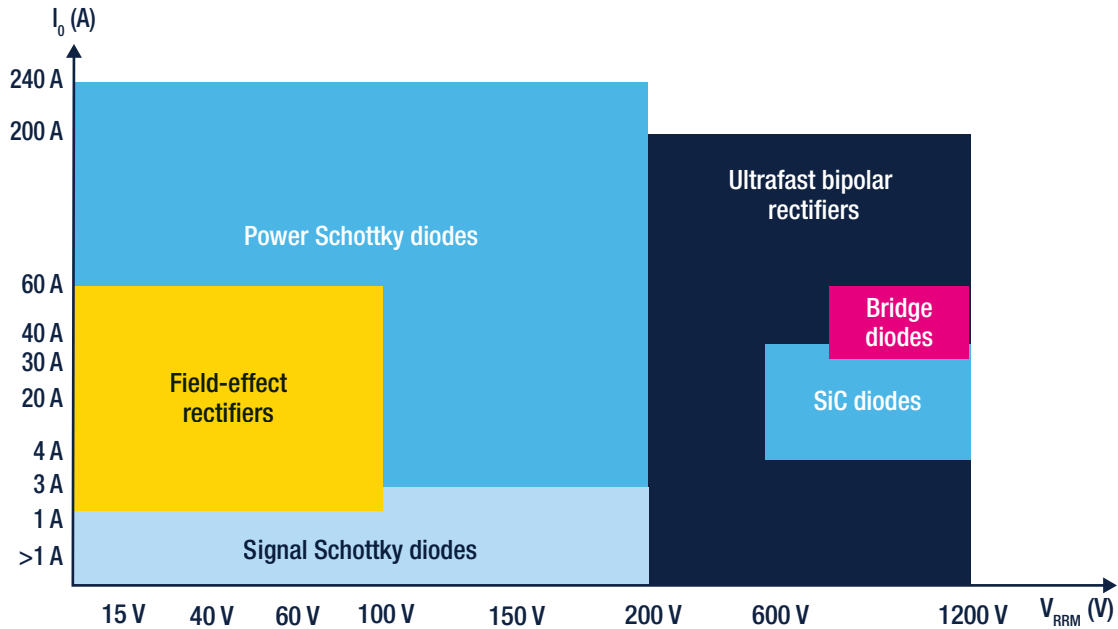 I0 (A)
240 A
200 A
60 A
40 A
30 A
20 A
4 A
3 A
1 A
>1 A
Power Schottky diodes
Ultrafast bipolar
rectifiers
Bridge
diodes
Field-effect
rectifiers
SiC diodes
Signal Schottky diodes
15 V
40 V
60 V
100 V
150 V
200 V
600 V
1200 V
VRRM (V)